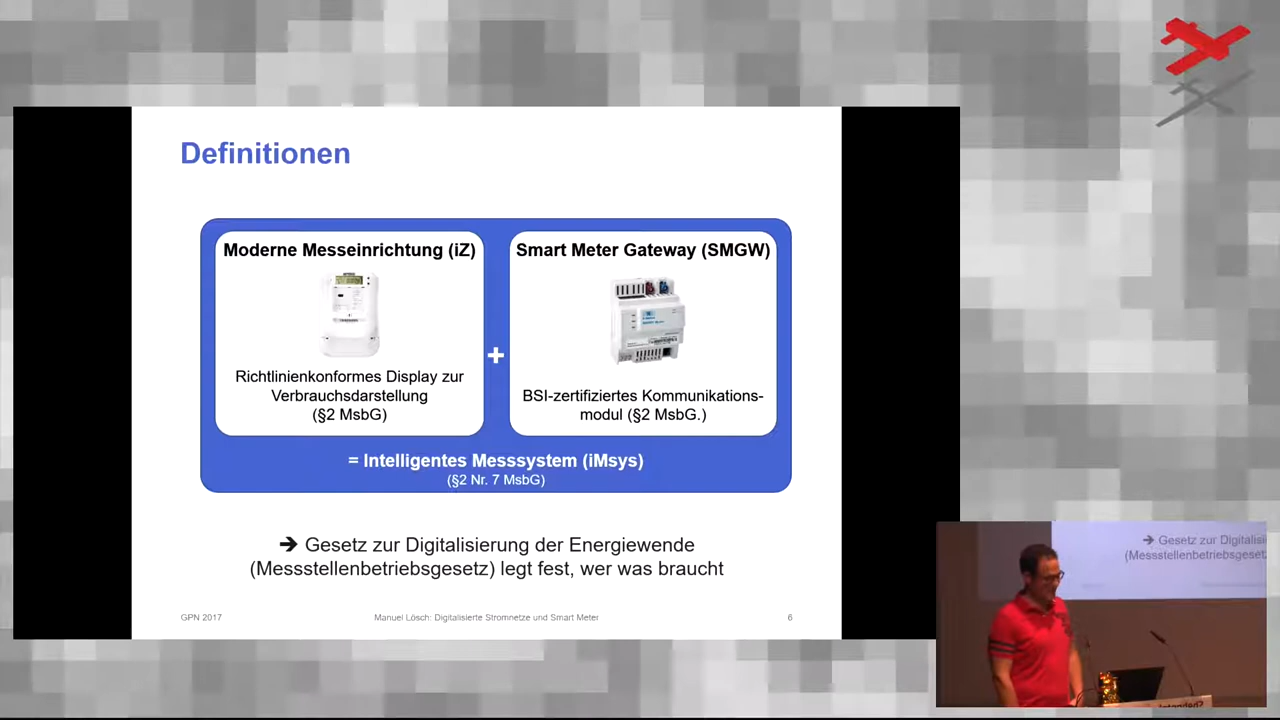 Definitionen
Moderne Messeinrichtung (iZ)
Richtlinienkonformes Display zur
Verbrauchsdarstellung
(§2 MsbG)
+
Smart Meter Gateway (SMGW)
BSI-zertifiziertes Kommunikations-
modul (§2 MsbG.)
= Intelligentes Messsystem (iMsys)
(§2 Nr. 7 MsbG)
➔ Gesetz zur Digitalisierung der Energiewende
(Messstellenbetriebsgesetz) legt fest, wer was braucht
GPN 2017
Manuel Lösch: Digitalisierte Stromnetze und Smart Meter
6
➔ Gesetz zur Digitalisi
(Messstellenbetriebsgeset